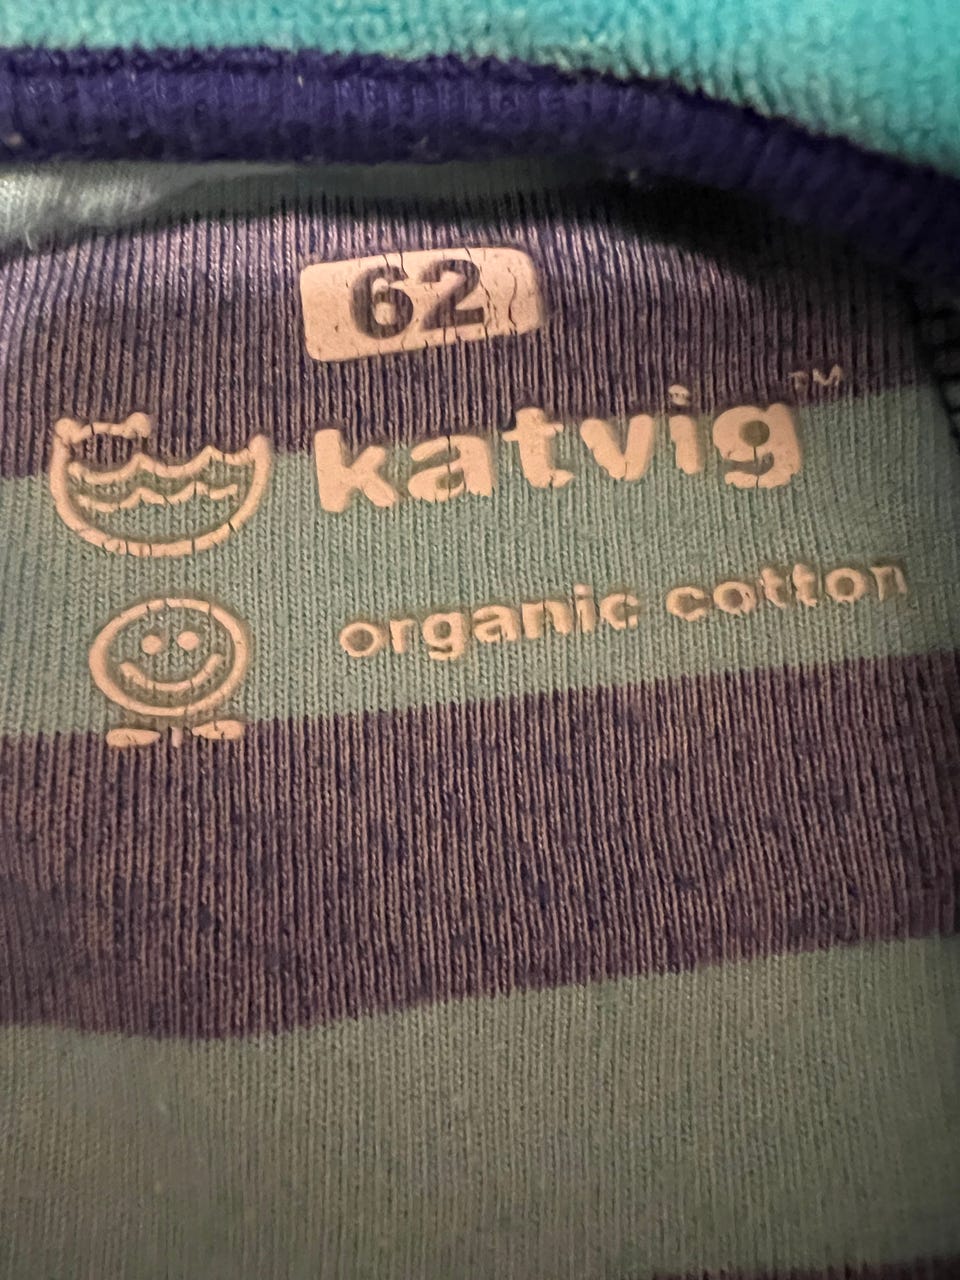 62
katvig™
organic cotton